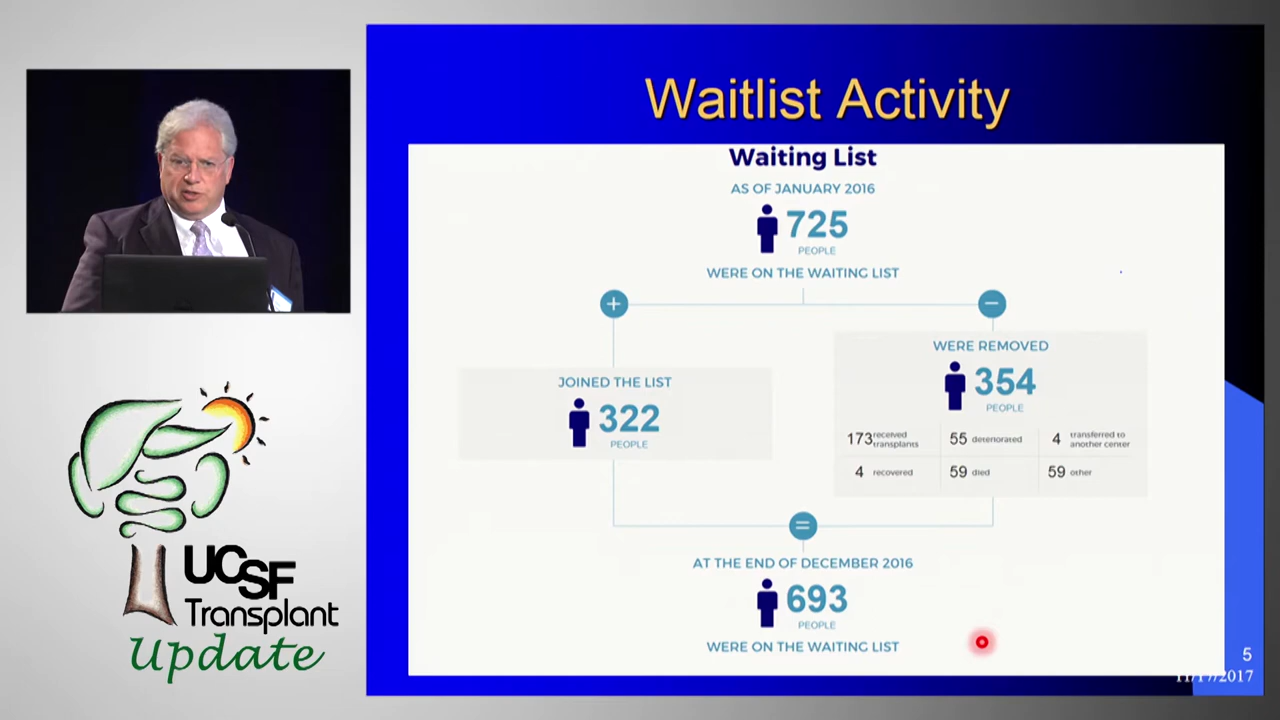 Waitlist Activity
Waiting List
AS OF JANUARY 2016
725
PEOPLE
WERE ON THE WAITING LIST
+
−
JOINED THE LIST
322
PEOPLE
WERE REMOVED
354
PEOPLE
173 received transplants
55 deteriorated
4 transferred to another center
4 recovered
59 died
59 other
=
AT THE END OF DECEMBER 2016
693
PEOPLE
WERE ON THE WAITING LIST
5
11/17/2017
UCSF
Transplant
Update